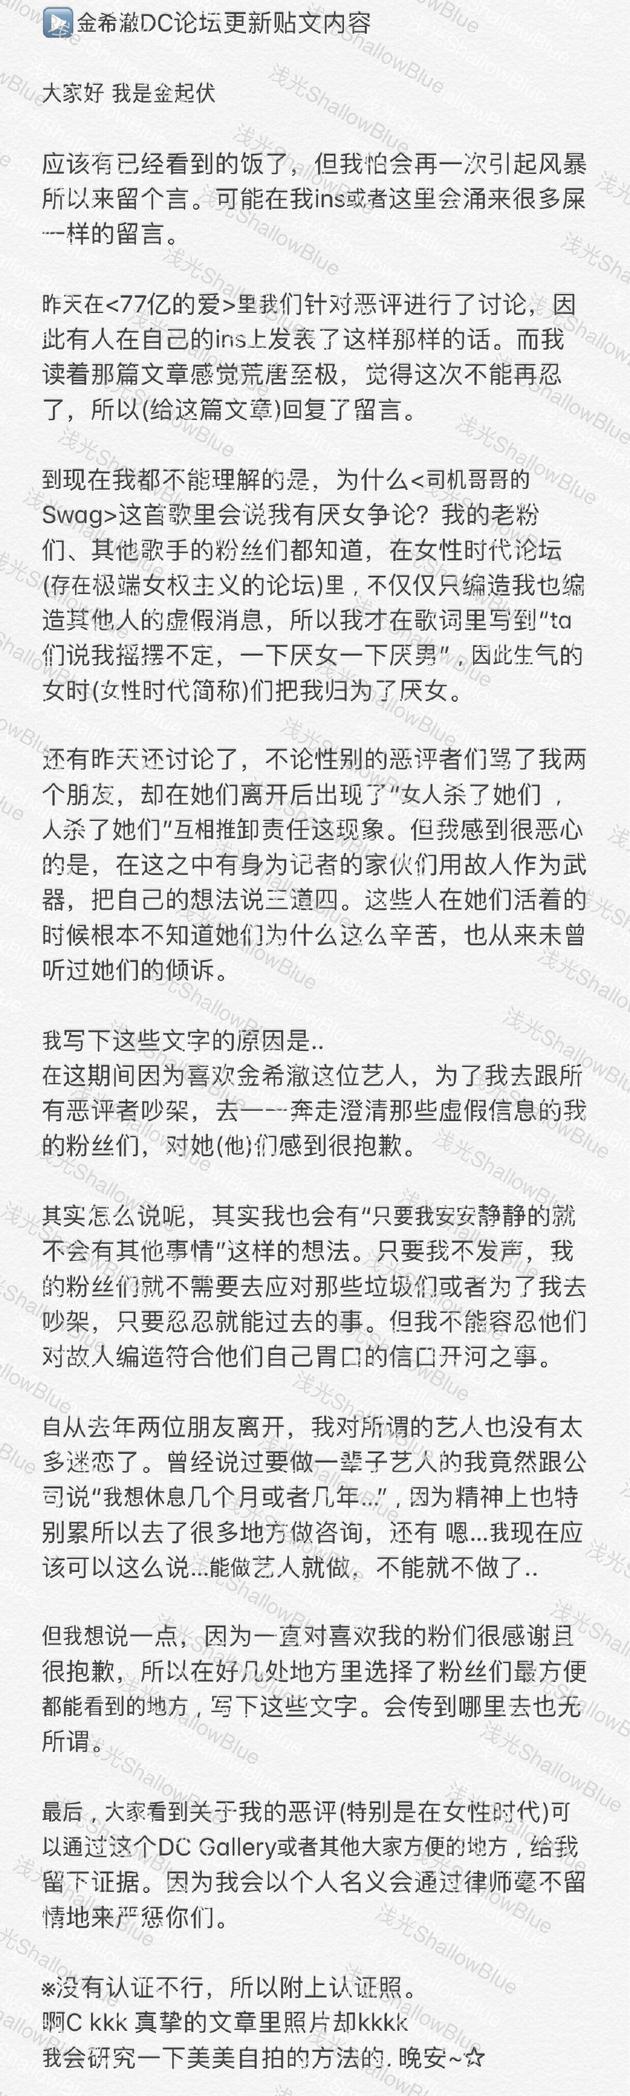 ▶金希澈DC论坛更新贴文内容
大家好 我是金起伏
应该有已经看到的饭了，但我怕会再一次引起风暴
所以来留个言。可能在我ins或者这里会涌来很多屎
一样的留言。
昨天在<77亿的爱>里我们针对恶评进行了讨论，因
此有人在自己的ins上发表了这样那样的话。而我
读着那篇文章感觉荒唐至极，觉得这次不能再忍
了，所以(给这篇文章)回复了留言。
到现在我都不能理解的是，为什么<司机哥哥的
Swag>这首歌里会说我有厌女争论？我的老粉
们、其他歌手的粉丝们都知道，在女性时代论坛
(存在极端女权主义的论坛)里，不仅仅只编造我也编
造其他人的虚假消息，所以我才在歌词里写到“ta
们说我摇摆不定，一下厌女一下厌男”，因此生气的
女时(女性时代简称)们把我归为了厌女。
还有昨天还讨论了，不论性别的恶评者们骂了我两
个朋友，却在她们离开后出现了“女人杀了她们 ，
人杀了她们”互相推卸责任这现象。但我感到很恶心
的是，在这之中有身为记者的家伙们用故人作为武
器，把自己的想法说三道四。这些人在她们活着的
时候根本不知道她们为什么这么辛苦，也从来未曾
听过她们的倾诉。
我写下这些文字的原因是..
在这期间因为喜欢金希澈这位艺人，为了我去跟所
有恶评者吵架，去一一奔走澄清那些虚假信息的我
的粉丝们，对她(他)们感到很抱歉。
其实怎么说呢，其实我也会有“只要我安安静静的就
不会有其他事情”这样的想法。只要我不发声，我
的粉丝们就不需要去应对那些垃圾们或者为了我去
吵架，只要忍忍就能过去的事。但我不能容忍他们
对故人编造符合他们自己胃口的信口开河之事。
自从去年两位朋友离开，我对所谓的艺人也没有太
多迷恋了。曾经说过要做一辈子艺人的我竟然跟公
司说“我想休息几个月或者几年...”，因为精神上也特
别累所以去了很多地方做咨询，还有 嗯...我现在应
该可以这么说...能做艺人就做，不能就不做了..
但我想说一点，因为一直对喜欢我的粉们很感谢且
很抱歉，所以在好几处地方里选择了粉丝们最方便
都能看到的地方，写下这些文字。会传到哪里去也无
所谓。
最后，大家看到关于我的恶评(特别是在女性时代)可
以通过这个DC Gallery或者其他大家方便的地方，给我
留下证据。因为我会以个人名义会通过律师毫不留
情地来严惩你们。
※没有认证不行，所以附上认证照。
啊C kkk 真挚的文章里照片却kkkk
我会研究一下美美自拍的方法的. 晚安~☆
浅光ShallowBlue